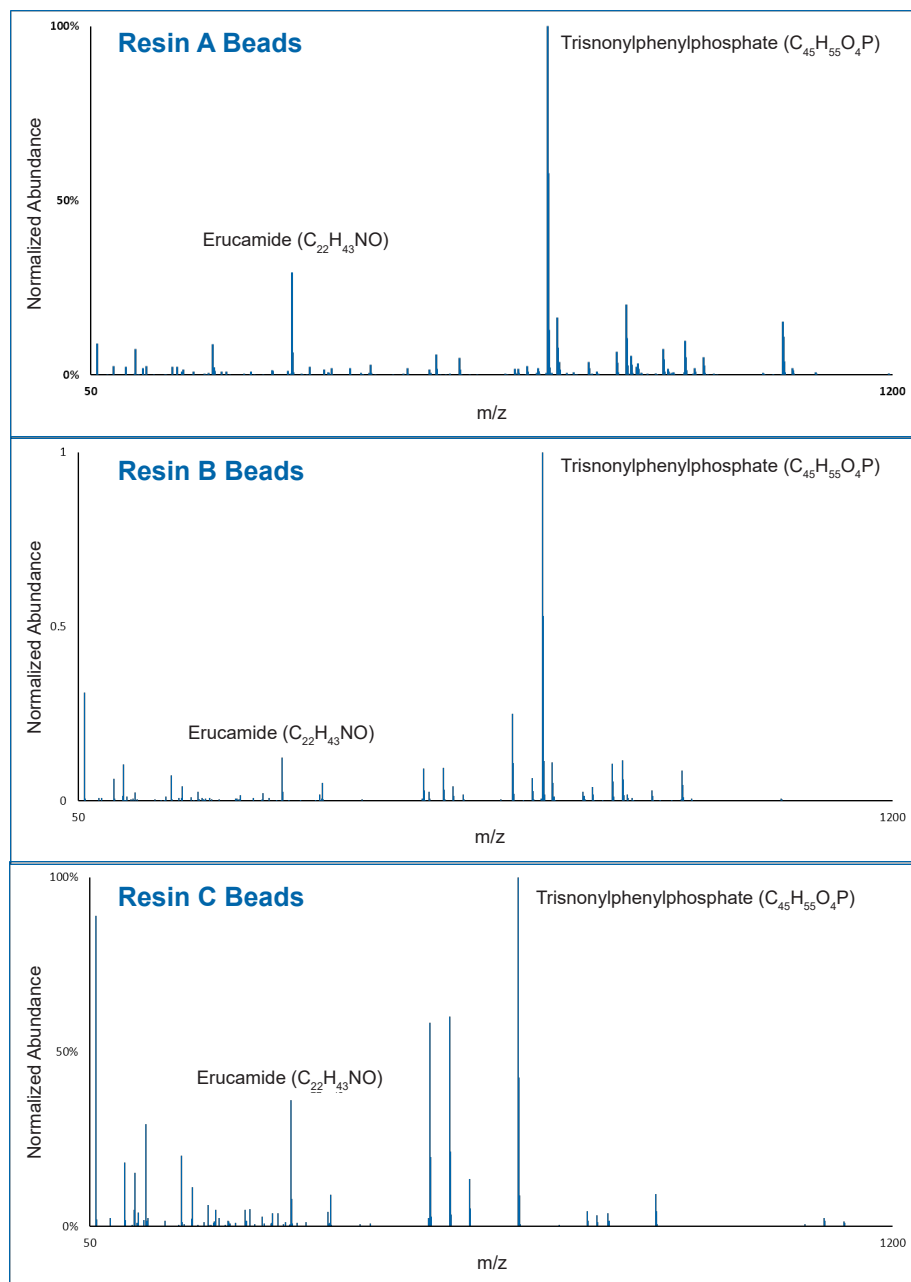 Resin A Beads
100%
Trisnonylphenylphosphate (C₄₅H₅₅O₄P)
Normalized Abundance
50%
Erucamide (C₂₂H₄₃NO)
0%
50
1200
m/z
Resin B Beads
1
Trisnonylphenylphosphate (C₄₅H₅₅O₄P)
Normalized Abundance
0.5
Erucamide (C₂₂H₄₃NO)
0
50
1200
m/z
Resin C Beads
100%
Trisnonylphenylphosphate (C₄₅H₅₅O₄P)
Normalized Abundance
50%
Erucamide (C₂₂H₄₃NO)
0%
50
1200
m/z